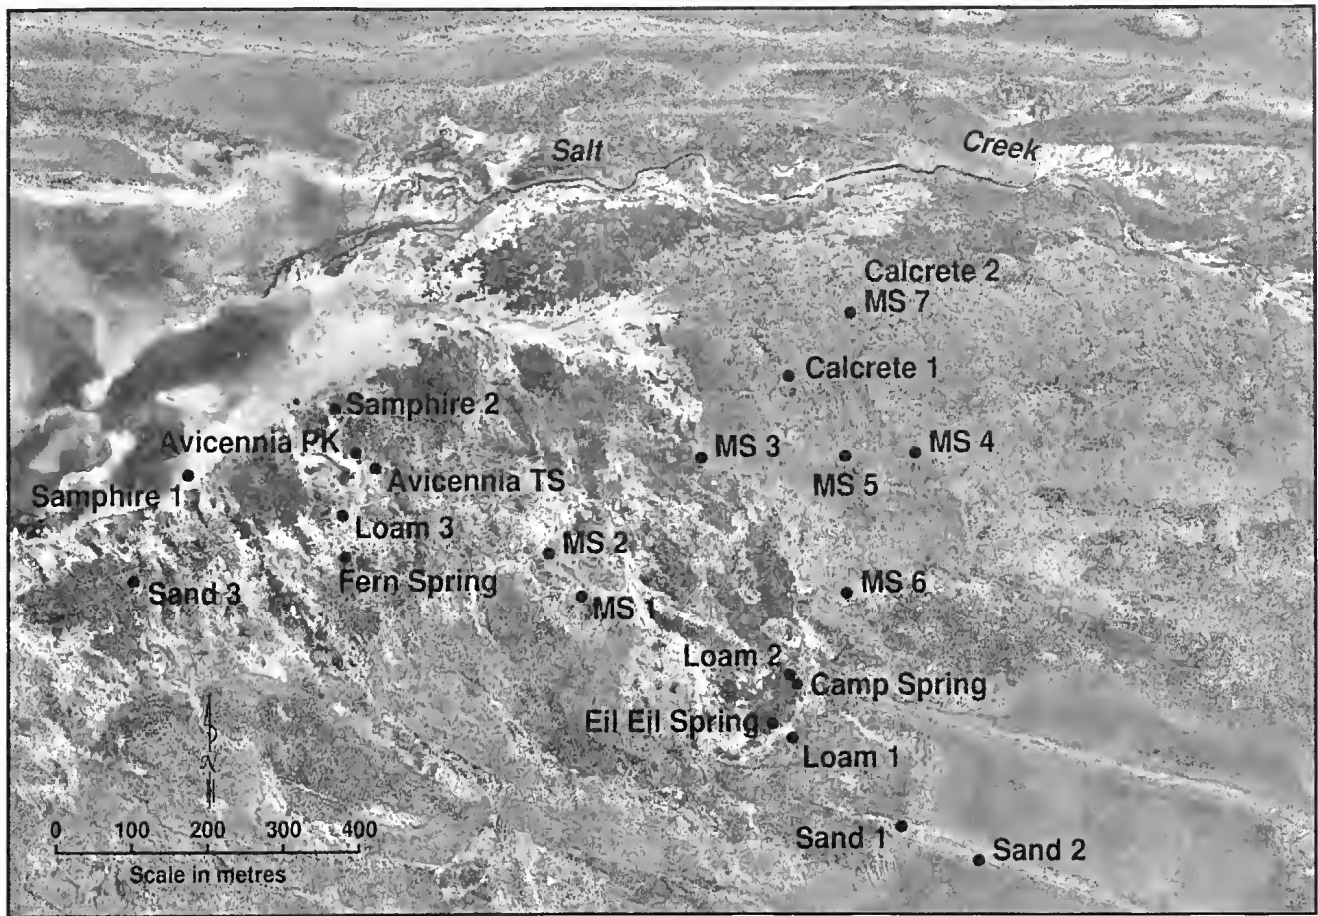 Salt
Creek
Calcrete 2
MS 7
Calcrete 1
Samphire 2
Avicennia PK
MS 3
MS 4
Avicennia TS
MS 5
Samphire 1
Loam 3
MS 2
Fern Spring
Sand 3
MS 1
MS 6
Loam 2
Camp Spring
Eil Eil Spring
Loam 1
N
0 100 200 300 400
Scale in metres
Sand 1
Sand 2